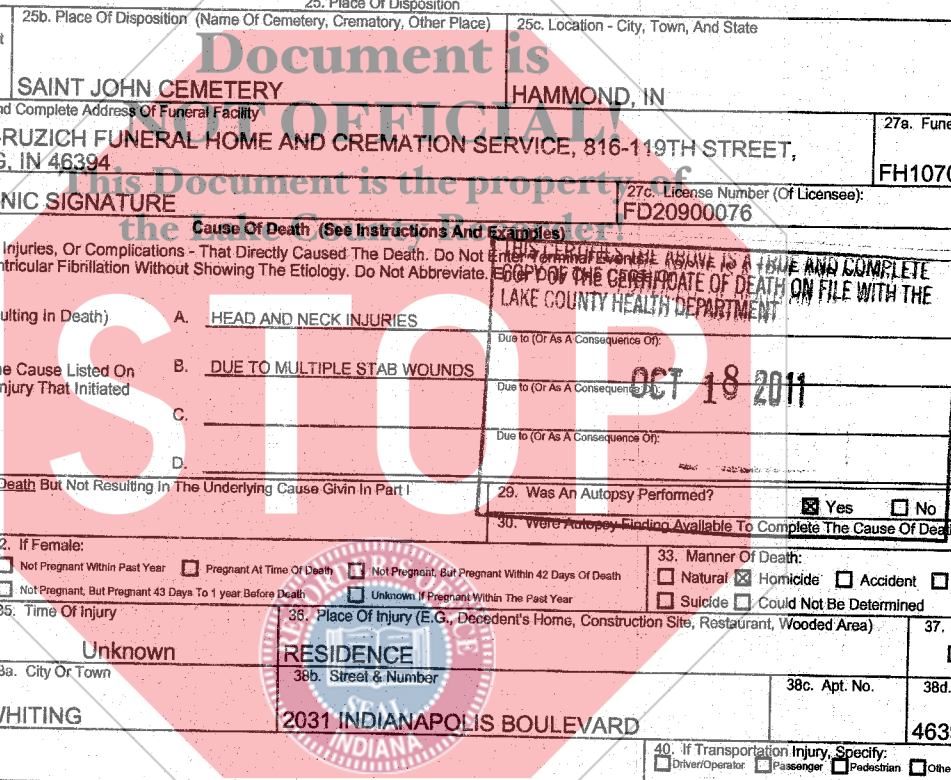 25. Place Of Disposition
25b. Place Of Disposition (Name Of Cemetery, Crematory, Other Place)
25c. Location - City, Town, And State
Document is
SAINT JOHN CEMETERY
HAMMOND, IN
NOT OFFICIAL!
nd Complete Address Of Funeral Facility
27a. Fune
-RUZICH FUNERAL HOME AND CREMATION SERVICE, 816-119TH STREET,
G, IN 46394
FH1070
This Document is the property of
27c. License Number (Of Licensee):
NIC SIGNATURE
FD20900076
the Lake County Recorder!
Cause Of Death (See Instructions And Examples)
Injuries, Or Complications - That Directly Caused The Death. Do Not Enter Terminal Events
ntricular Fibrillation Without Showing The Etiology. Do Not Abbreviate.
THIS CERTIFIES THE ABOVE IS A TRUE AND COMPLETE
COPY OF THE CERTIFICATE OF DEATH ON FILE WITH THE
LAKE COUNTY HEALTH DEPARTMENT
STOP
ulting In Death)
A. HEAD AND NECK INJURIES
Due to (Or As A Consequence Of):
he Cause Listed On
B. DUE TO MULTIPLE STAB WOUNDS
njury That Initiated
Due to (Or As A Consequence Of):
OCT 18 2011
C.
Due to (Or As A Consequence Of):
D.
Death But Not Resulting In The Underlying Cause Givin In Part I
29. Was An Autopsy Performed?
Yes No
30. Were Autopsy Finding Available To Complete The Cause Of Deat
2. If Female:
33. Manner Of Death:
Not Pregnant Within Past Year Pregnant At Time Of Death Not Pregnant, But Pregnant Within 42 Days Of Death
Natural Homicide Accident
Not Pregnant, But Pregnant 43 Days To 1 year Before Death Unknown If Pregnant Within The Past Year
Suicide Could Not Be Determined
35. Time Of Injury
36. Place Of Injury (E.G., Decedent's Home, Construction Site, Restaurant, Wooded Area)
37.
Unknown
RESIDENCE
8a. City Or Town
38b. Street & Number
38c. Apt. No.
38d.
WHITING
2031 INDIANAPOLIS BOULEVARD
463
SEAL
INDIANA
40. If Transportation Injury, Specify:
Driver/Operator Passenger Pedestrian Othe